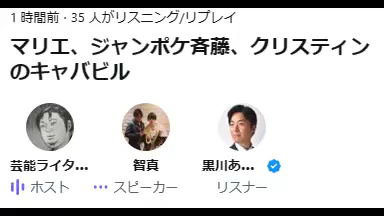 1 時間前 · 35 人がリスニング/リプレイ
マリエ、ジャンポケ斉藤、クリスティン
のキャバビル
芸能ライタ... 智真 黒川あ...
ホスト スピーカー リスナー